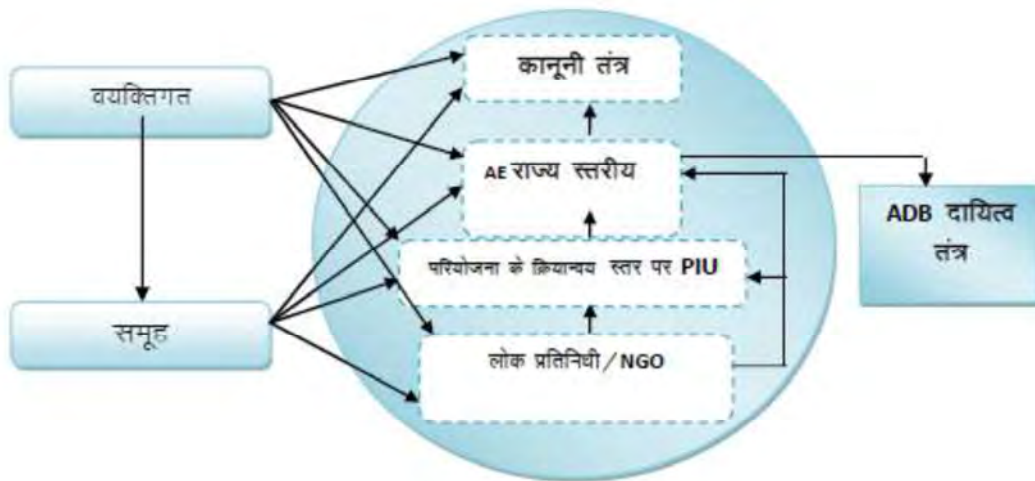 वयक्तिगत
समूह
कानूनी तंत्र
AE राज्य स्तरीय
परियोजना के क्रियान्वय स्तर पर PIU
लोक प्रतिनिधी/NGO
ADB दायित्व
तंत्र